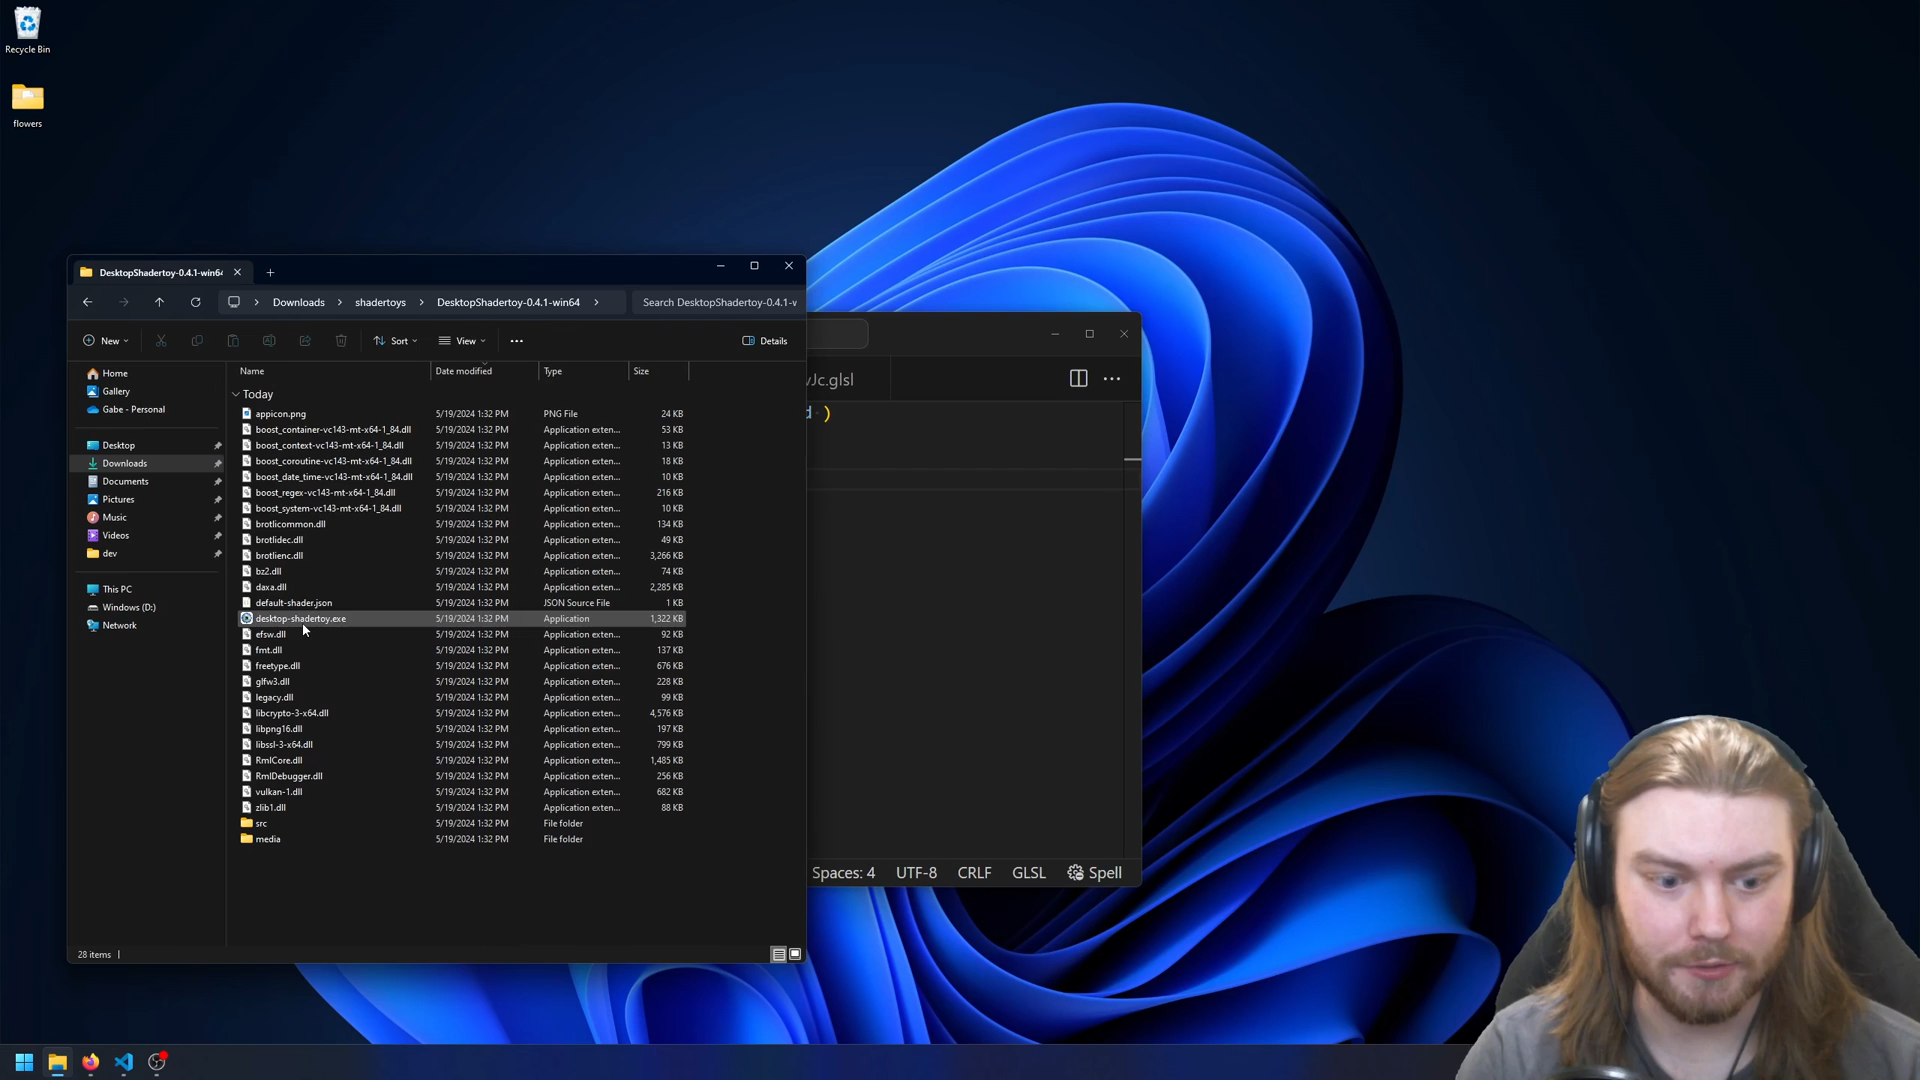 Recycle Bin
flowers
DesktopShadertoy-0.4.1-win64
Downloads
shadertoys
DesktopShadertoy-0.4.1-win64
Search DesktopShadertoy-0.4.1-w
New
Sort
View
Details
Name Date modified Type Size
Home
Gallery
Gabe - Personal
Desktop
Downloads
Documents
Pictures
Music
Videos
dev
This PC
Windows (D:)
Network
Today
appicon.png 5/19/2024 1:32 PM PNG File 24 KB
boost_container-vc143-mt-x64-1_84.dll 5/19/2024 1:32 PM Application exten... 53 KB
boost_context-vc143-mt-x64-1_84.dll 5/19/2024 1:32 PM Application exten... 13 KB
boost_coroutine-vc143-mt-x64-1_84.dll 5/19/2024 1:32 PM Application exten... 18 KB
boost_date_time-vc143-mt-x64-1_84.dll 5/19/2024 1:32 PM Application exten... 10 KB
boost_regex-vc143-mt-x64-1_84.dll 5/19/2024 1:32 PM Application exten... 216 KB
boost_system-vc143-mt-x64-1_84.dll 5/19/2024 1:32 PM Application exten... 10 KB
brotlicommon.dll 5/19/2024 1:32 PM Application exten... 134 KB
brotlidec.dll 5/19/2024 1:32 PM Application exten... 49 KB
brotlienc.dll 5/19/2024 1:32 PM Application exten... 3,266 KB
bz2.dll 5/19/2024 1:32 PM Application exten... 74 KB
daxa.dll 5/19/2024 1:32 PM Application exten... 2,285 KB
default-shader.json 5/19/2024 1:32 PM JSON Source File 1 KB
desktop-shadertoy.exe 5/19/2024 1:32 PM Application 1,322 KB
efsw.dll 5/19/2024 1:32 PM Application exten... 92 KB
fmt.dll 5/19/2024 1:32 PM Application exten... 137 KB
freetype.dll 5/19/2024 1:32 PM Application exten... 676 KB
glfw3.dll 5/19/2024 1:32 PM Application exten... 228 KB
legacy.dll 5/19/2024 1:32 PM Application exten... 99 KB
libcrypto-3-x64.dll 5/19/2024 1:32 PM Application exten... 4,576 KB
libpng16.dll 5/19/2024 1:32 PM Application exten... 197 KB
libssl-3-x64.dll 5/19/2024 1:32 PM Application exten... 799 KB
RmlCore.dll 5/19/2024 1:32 PM Application exten... 1,485 KB
RmlDebugger.dll 5/19/2024 1:32 PM Application exten... 256 KB
vulkan-1.dll 5/19/2024 1:32 PM Application exten... 682 KB
zlib1.dll 5/19/2024 1:32 PM Application exten... 88 KB
src 5/19/2024 1:32 PM File folder
media 5/19/2024 1:32 PM File folder
28 items
vJc.glsl
d )
Spaces: 4 UTF-8 CRLF GLSL Spell